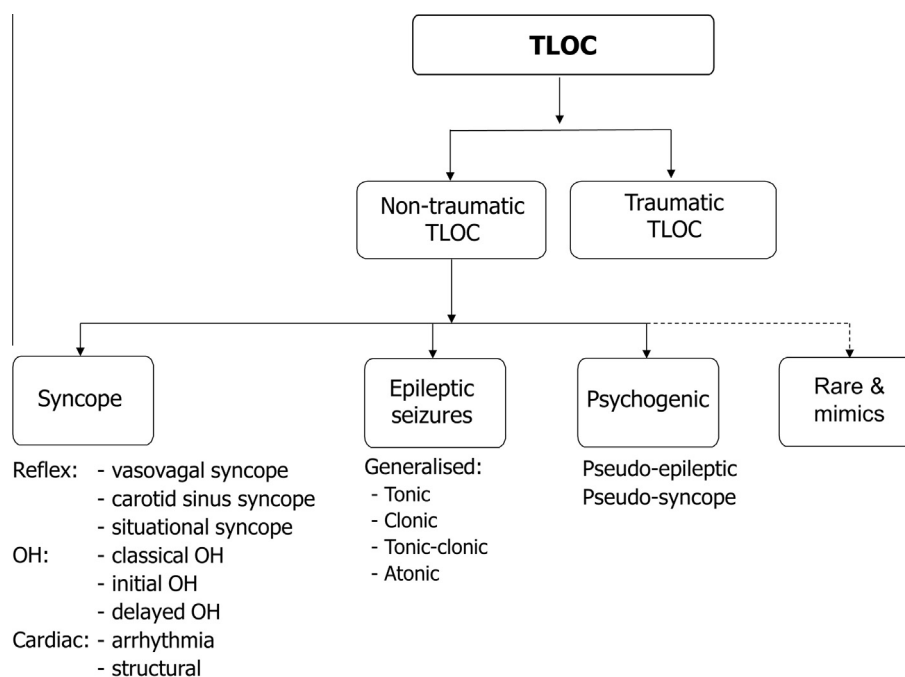 TLOC
Non-traumatic
TLOC
Traumatic
TLOC
Syncope
Epileptic
seizures
Psychogenic
Rare &
mimics
Reflex: - vasovagal syncope
- carotid sinus syncope
- situational syncope
OH: - classical OH
- initial OH
- delayed OH
Cardiac: - arrhythmia
- structural
Generalised:
- Tonic
- Clonic
- Tonic-clonic
- Atonic
Pseudo-epileptic
Pseudo-syncope